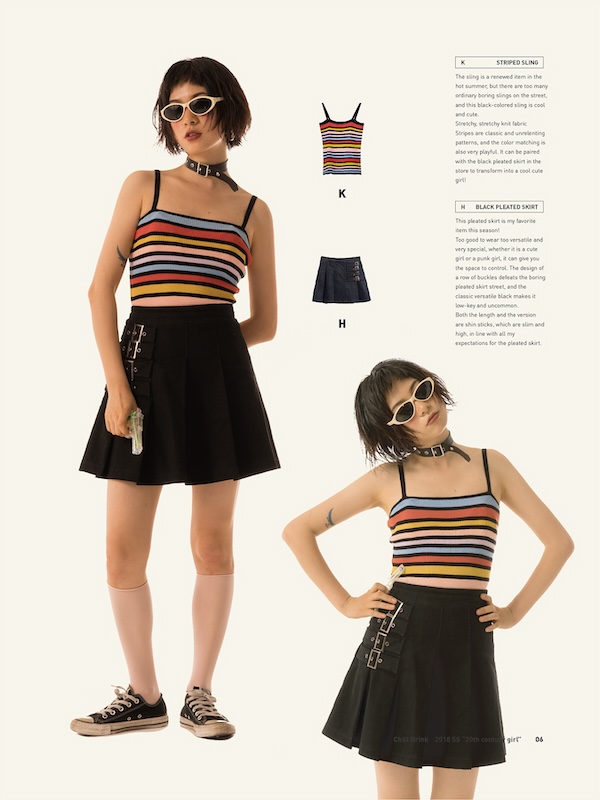 K STRIPED SLING
The sling is a renewed item in the
hot summer, but there are too many
ordinary boring slings on the street,
and this black-colored sling is cool
and cute.
Stretchy, stretchy knit fabric
Stripes are classic and unrelenting
patterns, and the color matching is
also very playful. It can be paired
with the black pleated skirt in the
store to transform into a cool cute
girl!
K
H BLACK PLEATED SKIRT
This pleated skirt is my favorite
item this season!
Too good to wear too versatile and
very special, whether it is a cute
girl or a punk girl, it can give you
the space to control. The design of
a row of buckles defeats the boring
pleated skirt street, and the
classic versatile black makes it
low-key and uncommon.
Both the length and the version
are shin sticks, which are slim and
high, in line with all my
expectations for the pleated skirt.
H
2018 SS "20th century girl" 06